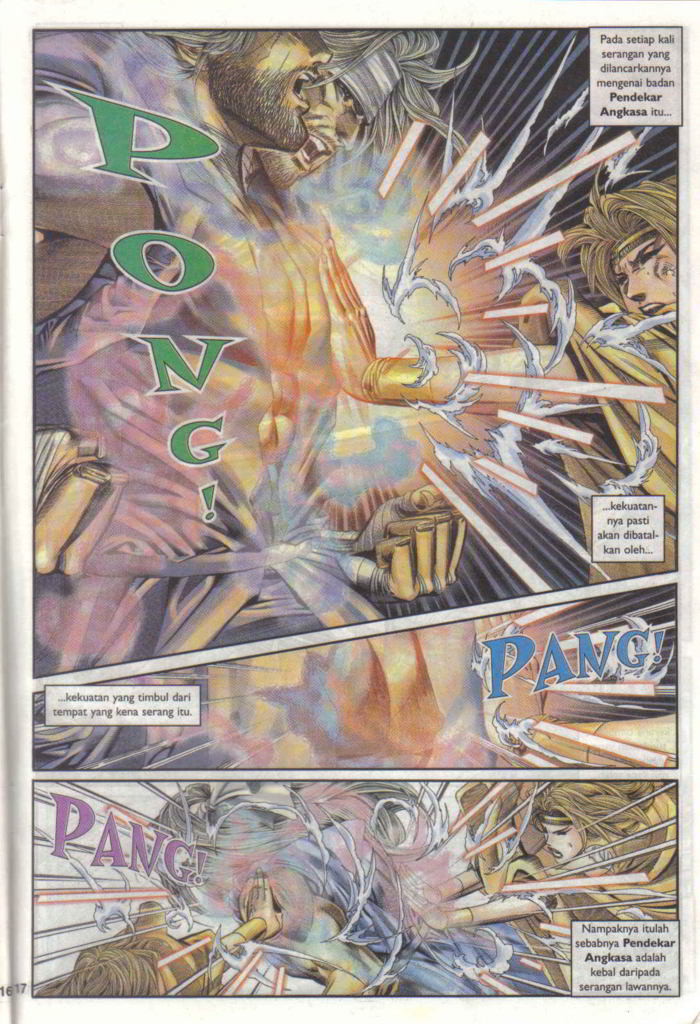 Pada setiap kali
serangan yang
dilancarkannya
mengenai badan
Pendekar
Angkasa itu...
PONG!
...kekuatan-
nya pasti
akan dibatal-
kan oleh...
PANG!
...kekuatan yang timbul dari
tempat yang kena serang itu.
PANG!
Nampaknya itulah
sebabnya Pendekar
Angkasa adalah
kebal daripada
serangan lawannya.
16 17